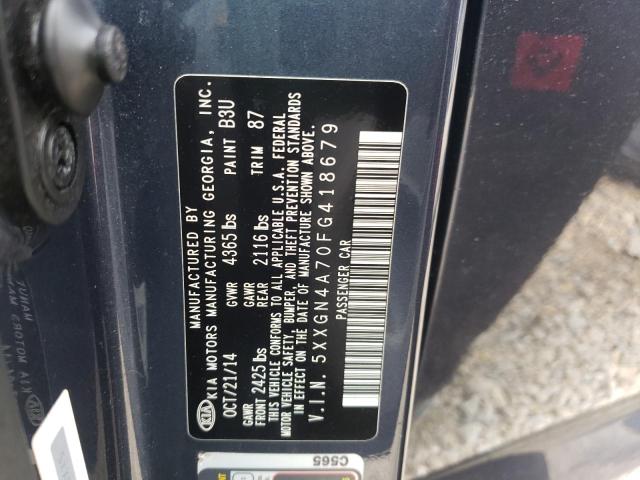 MANUFACTURED BY
KIA KIA MOTORS MANUFACTURING GEORGIA, INC.
OCT/21/14 GVWR 4365 lbs PAINT B3U
GAWR GAWR
FRONT 2425 lbs REAR 2116 lbs TRIM 87
THIS VEHICLE CONFORMS TO ALL APPLICABLE U.S.A. FEDERAL
MOTOR VEHICLE SAFETY, BUMPER, AND THEFT PREVENTION STANDARDS
IN EFFECT ON THE DATE OF MANUFACTURE SHOWN ABOVE.
V.I.N. 5XXGN4A70FG418679
PASSENGER CAR
C565